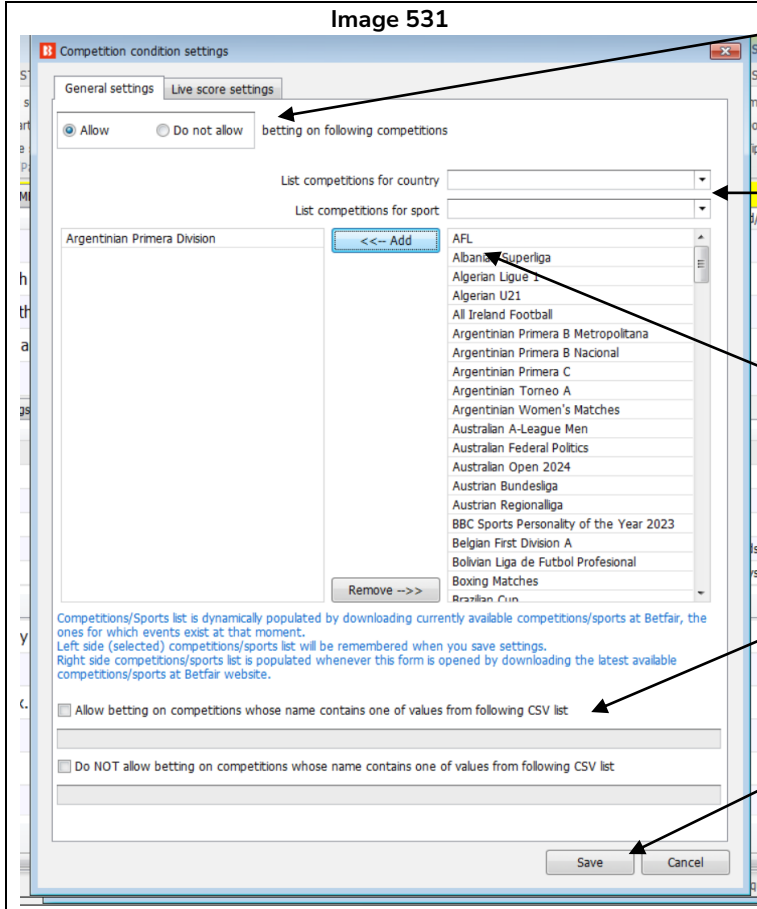 Image 531
Competition condition settings
General settings
Live score settings
Allow
Do not allow
betting on following competitions
List competitions for country
List competitions for sport
Argentinian Primera Division
<<-- Add
AFL
Albanian Superliga
Algerian Ligue 1
Algerian U21
All Ireland Football
Argentinian Primera B Metropolitana
Argentinian Primera B Nacional
Argentinian Primera C
Argentinian Torneo A
Argentinian Women's Matches
Australian A-League Men
Australian Federal Politics
Australian Open 2024
Austrian Bundesliga
Austrian Regionalliga
BBC Sports Personality of the Year 2023
Belgian First Division A
Bolivian Liga de Futbol Profesional
Boxing Matches
Brazilian Cup
Remove -->>
Competitions/Sports list is dynamically populated by downloading currently available competitions/sports at Betfair, the
ones for which events exist at that moment.
Left side (selected) competitions/sports list will be remembered when you save settings.
Right side competitions/sports list is populated whenever this form is opened by downloading the latest available
competitions/sports at Betfair website.
Allow betting on competitions whose name contains one of values from following CSV list
Do NOT allow betting on competitions whose name contains one of values from following CSV list
Save
Cancel